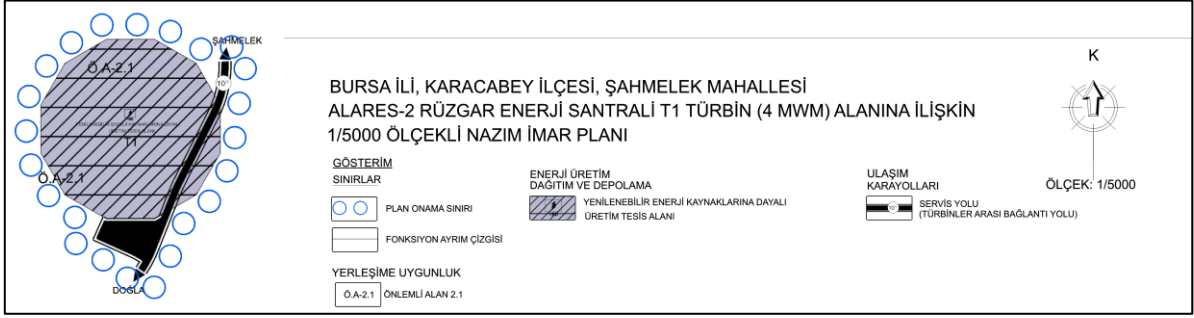 ŞAHMELEK
Ö.A-2.1
10
T1
Ö.A-2.1
DOĞLA
BURSA İLİ, KARACABEY İLÇESİ, ŞAHMELEK MAHALLESİ
ALARES-2 RÜZGAR ENERJİ SANTRALİ T1 TÜRBİN (4 MWM) ALANINA İLİŞKİN
1/5000 ÖLÇEKLİ NAZIM İMAR PLANI
K
ÖLÇEK: 1/5000
GÖSTERİM
SINIRLAR
PLAN ONAMA SINIRI
FONKSIYON AYRIM ÇİZGİSİ
YERLEŞİME UYGUNLUK
Ö.A-2.1 ÖNLEMLİ ALAN 2.1
ENERJİ ÜRETİM
DAĞITIM VE DEPOLAMA
YENİLENEBİLİR ENERJİ KAYNAKLARINA DAYALI
ÜRETİM TESİS ALANI
ULAŞIM
KARAYOLLARI
10
SERVİS YOLU
(TÜRBİNLER ARASI BAĞLANTI YOLU)